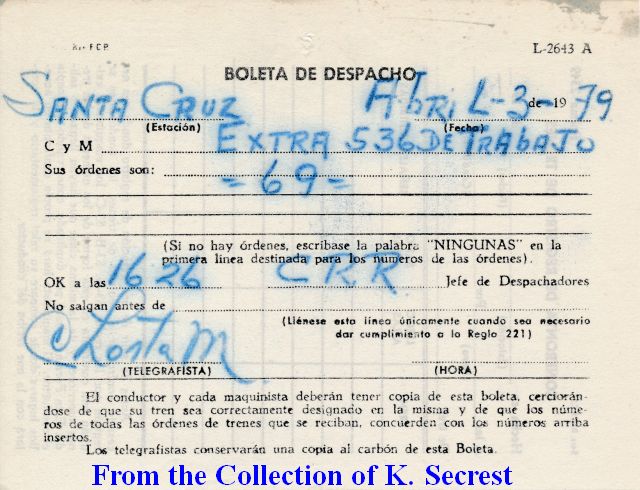 F.C.P. L-2643 A
BOLETA DE DESPACHO
SANTA CRUZ AbriL-3- de 19 79
(Estación) (Fecha)
C y M EXTRA 536 DE TRAbAJO
Sus órdenes son: -69-
(Si no hay órdenes, escríbase la palabra "NINGUNAS" en la
primera línea destinada para los números de las órdenes).
OK a las 1626 CRR Jefe de Despachadores
No salgan antes de
(Llénese esta línea únicamente cuando sea necesario
dar cumplimiento a la Regla 221)
(TELEGRAFISTA) (HORA)
El conductor y cada maquinista deberán tener copia de esta boleta, cerciorán-
dose de que su tren sea correctamente designado en la misma y de que los núme-
ros de todas las órdenes de trenes que se reciban, concuerden con los números arriba
insertos.
Los telegrafistas conservarán una copia al carbón de esta Boleta.
From the Collection of K. Secrest